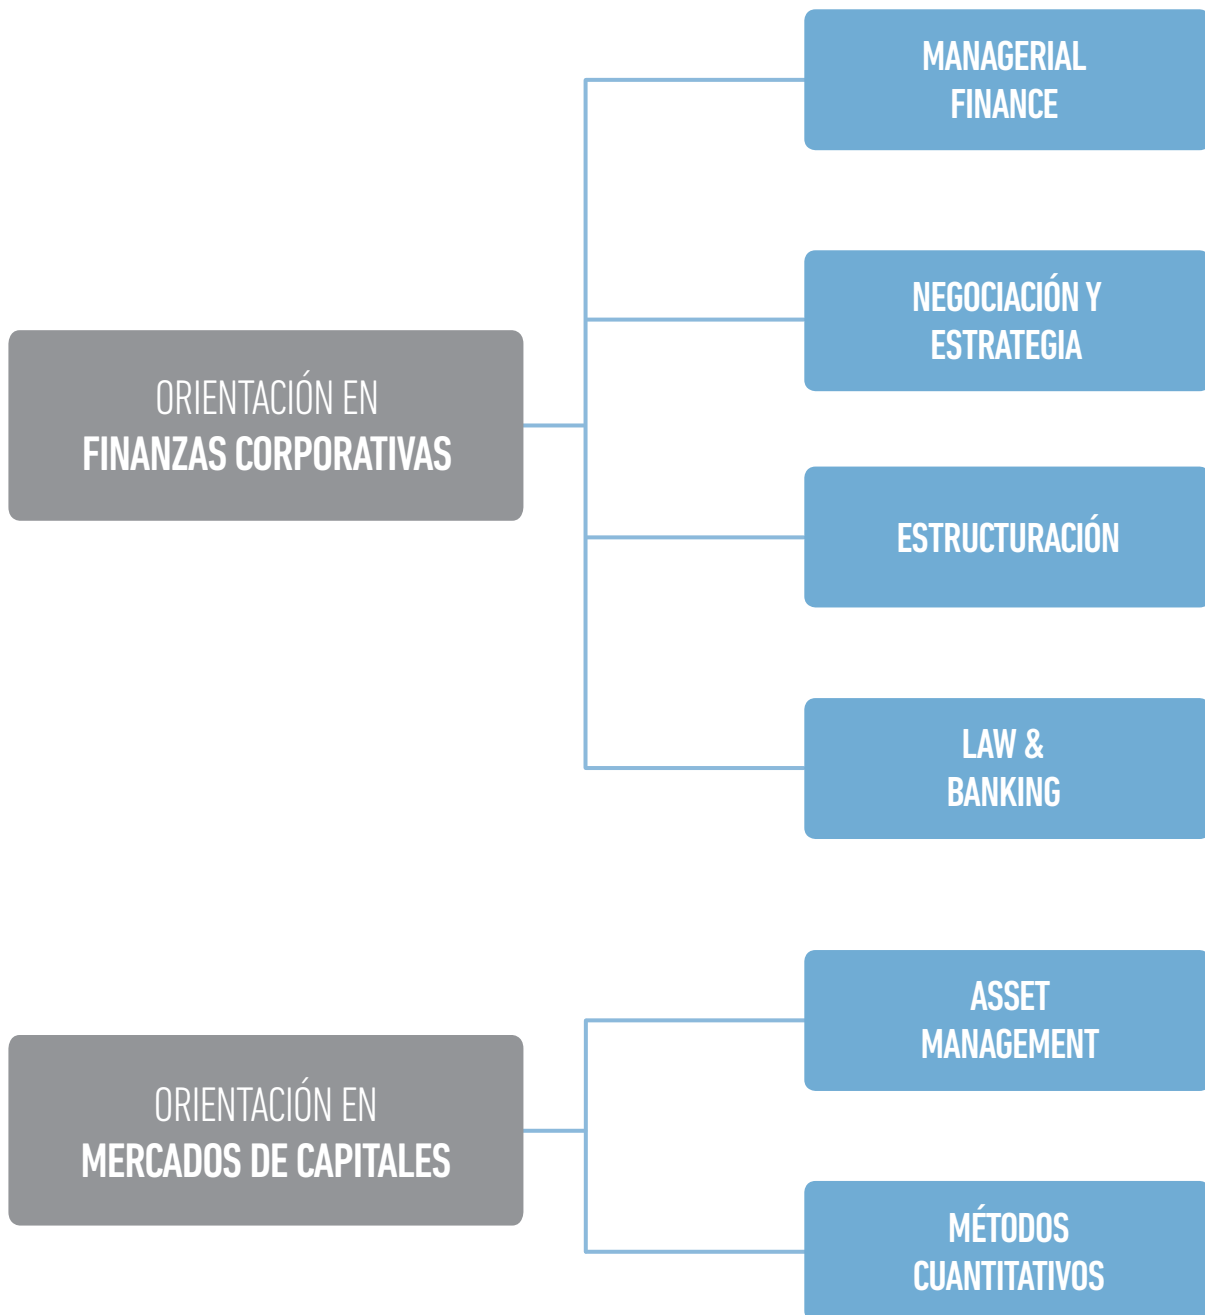 ORIENTACIÓN EN
FINANZAS CORPORATIVAS
MANAGERIAL
FINANCE
NEGOCIACIÓN Y
ESTRATEGIA
ESTRUCTURACIÓN
LAW &
BANKING
ORIENTACIÓN EN
MERCADOS DE CAPITALES
ASSET
MANAGEMENT
MÉTODOS
CUANTITATIVOS